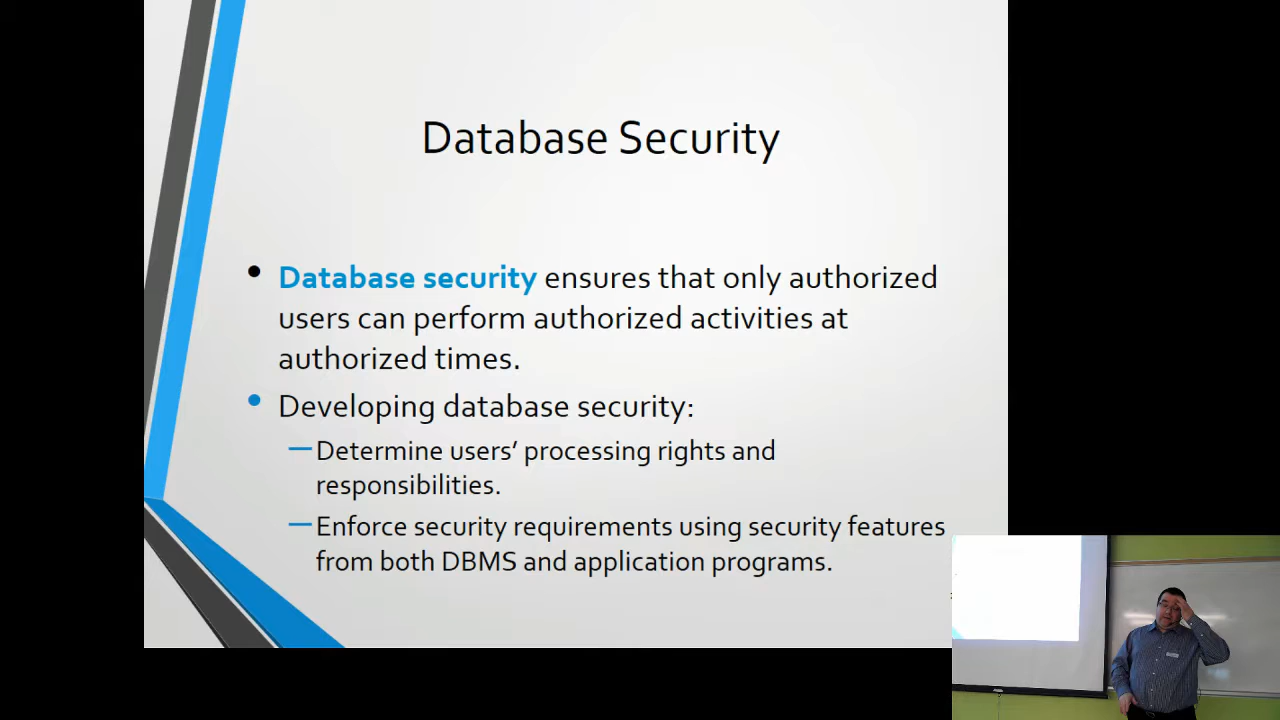 Database Security
• Database security ensures that only authorized
users can perform authorized activities at
authorized times.
• Developing database security:
—Determine users’ processing rights and
responsibilities.
—Enforce security requirements using security features
from both DBMS and application programs.